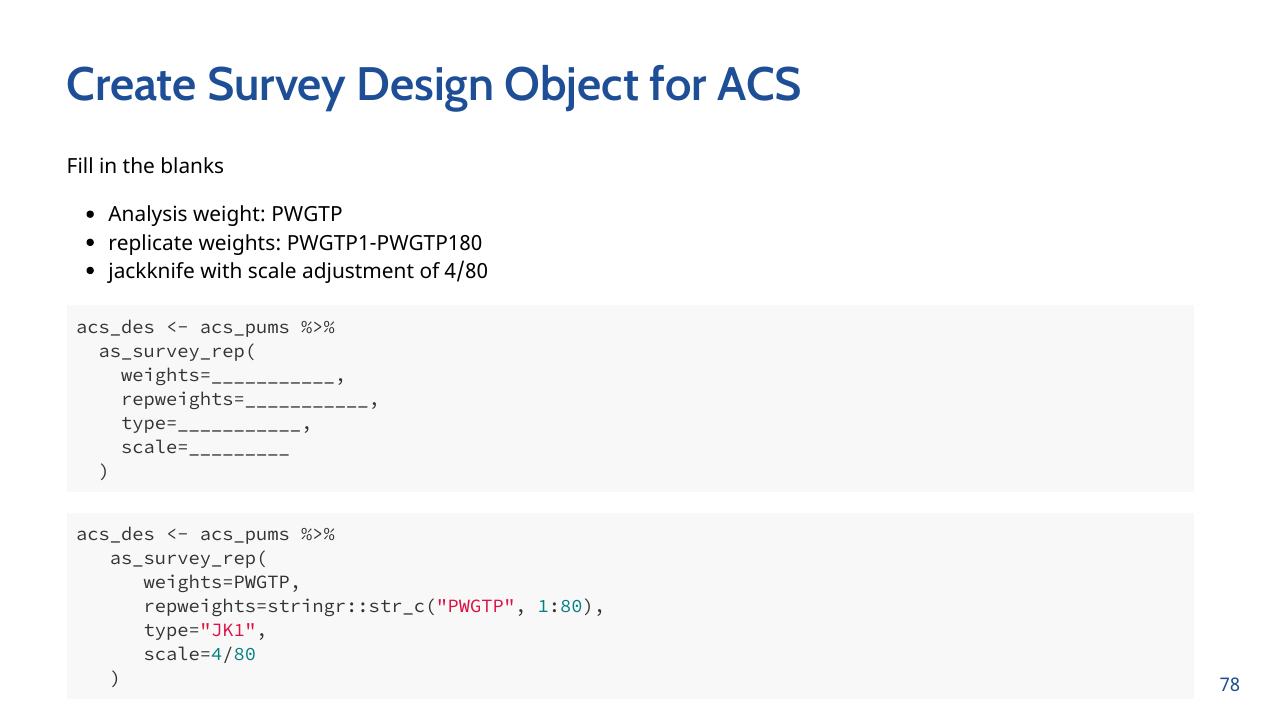 Create Survey Design Object for ACS
Fill in the blanks
• Analysis weight: PWGTP
• replicate weights: PWGTP1-PWGTP180
• jackknife with scale adjustment of 4/80
acs_des <- acs_pums %>%
  as_survey_rep(
    weights=___________,
    repweights=___________,
    type=___________,
    scale=_________
  )
acs_des <- acs_pums %>%
   as_survey_rep(
      weights=PWGTP,
      repweights=stringr::str_c("PWGTP", 1:80),
      type="JK1",
      scale=4/80
   )
78